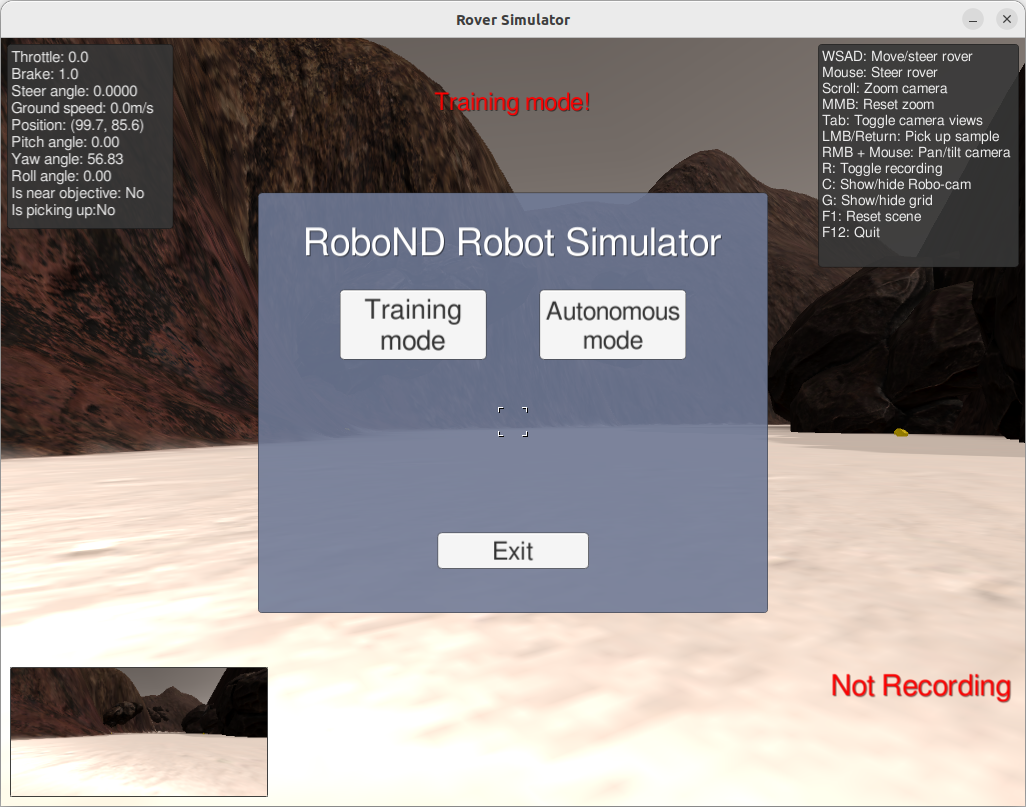 Rover Simulator
Throttle: 0.0
Brake: 1.0
Steer angle: 0.0000
Ground speed: 0.0m/s
Position: (99.7, 85.6)
Pitch angle: 0.00
Yaw angle: 56.83
Roll angle: 0.00
Is near objective: No
Is picking up:No
Training mode!
WSAD: Move/steer rover
Mouse: Steer rover
Scroll: Zoom camera
MMB: Reset zoom
Tab: Toggle camera views
LMB/Return: Pick up sample
RMB + Mouse: Pan/tilt camera
R: Toggle recording
C: Show/hide Robo-cam
G: Show/hide grid
F1: Reset scene
F12: Quit
RoboND Robot Simulator
Training
mode
Autonomous
mode
Exit
Not Recording